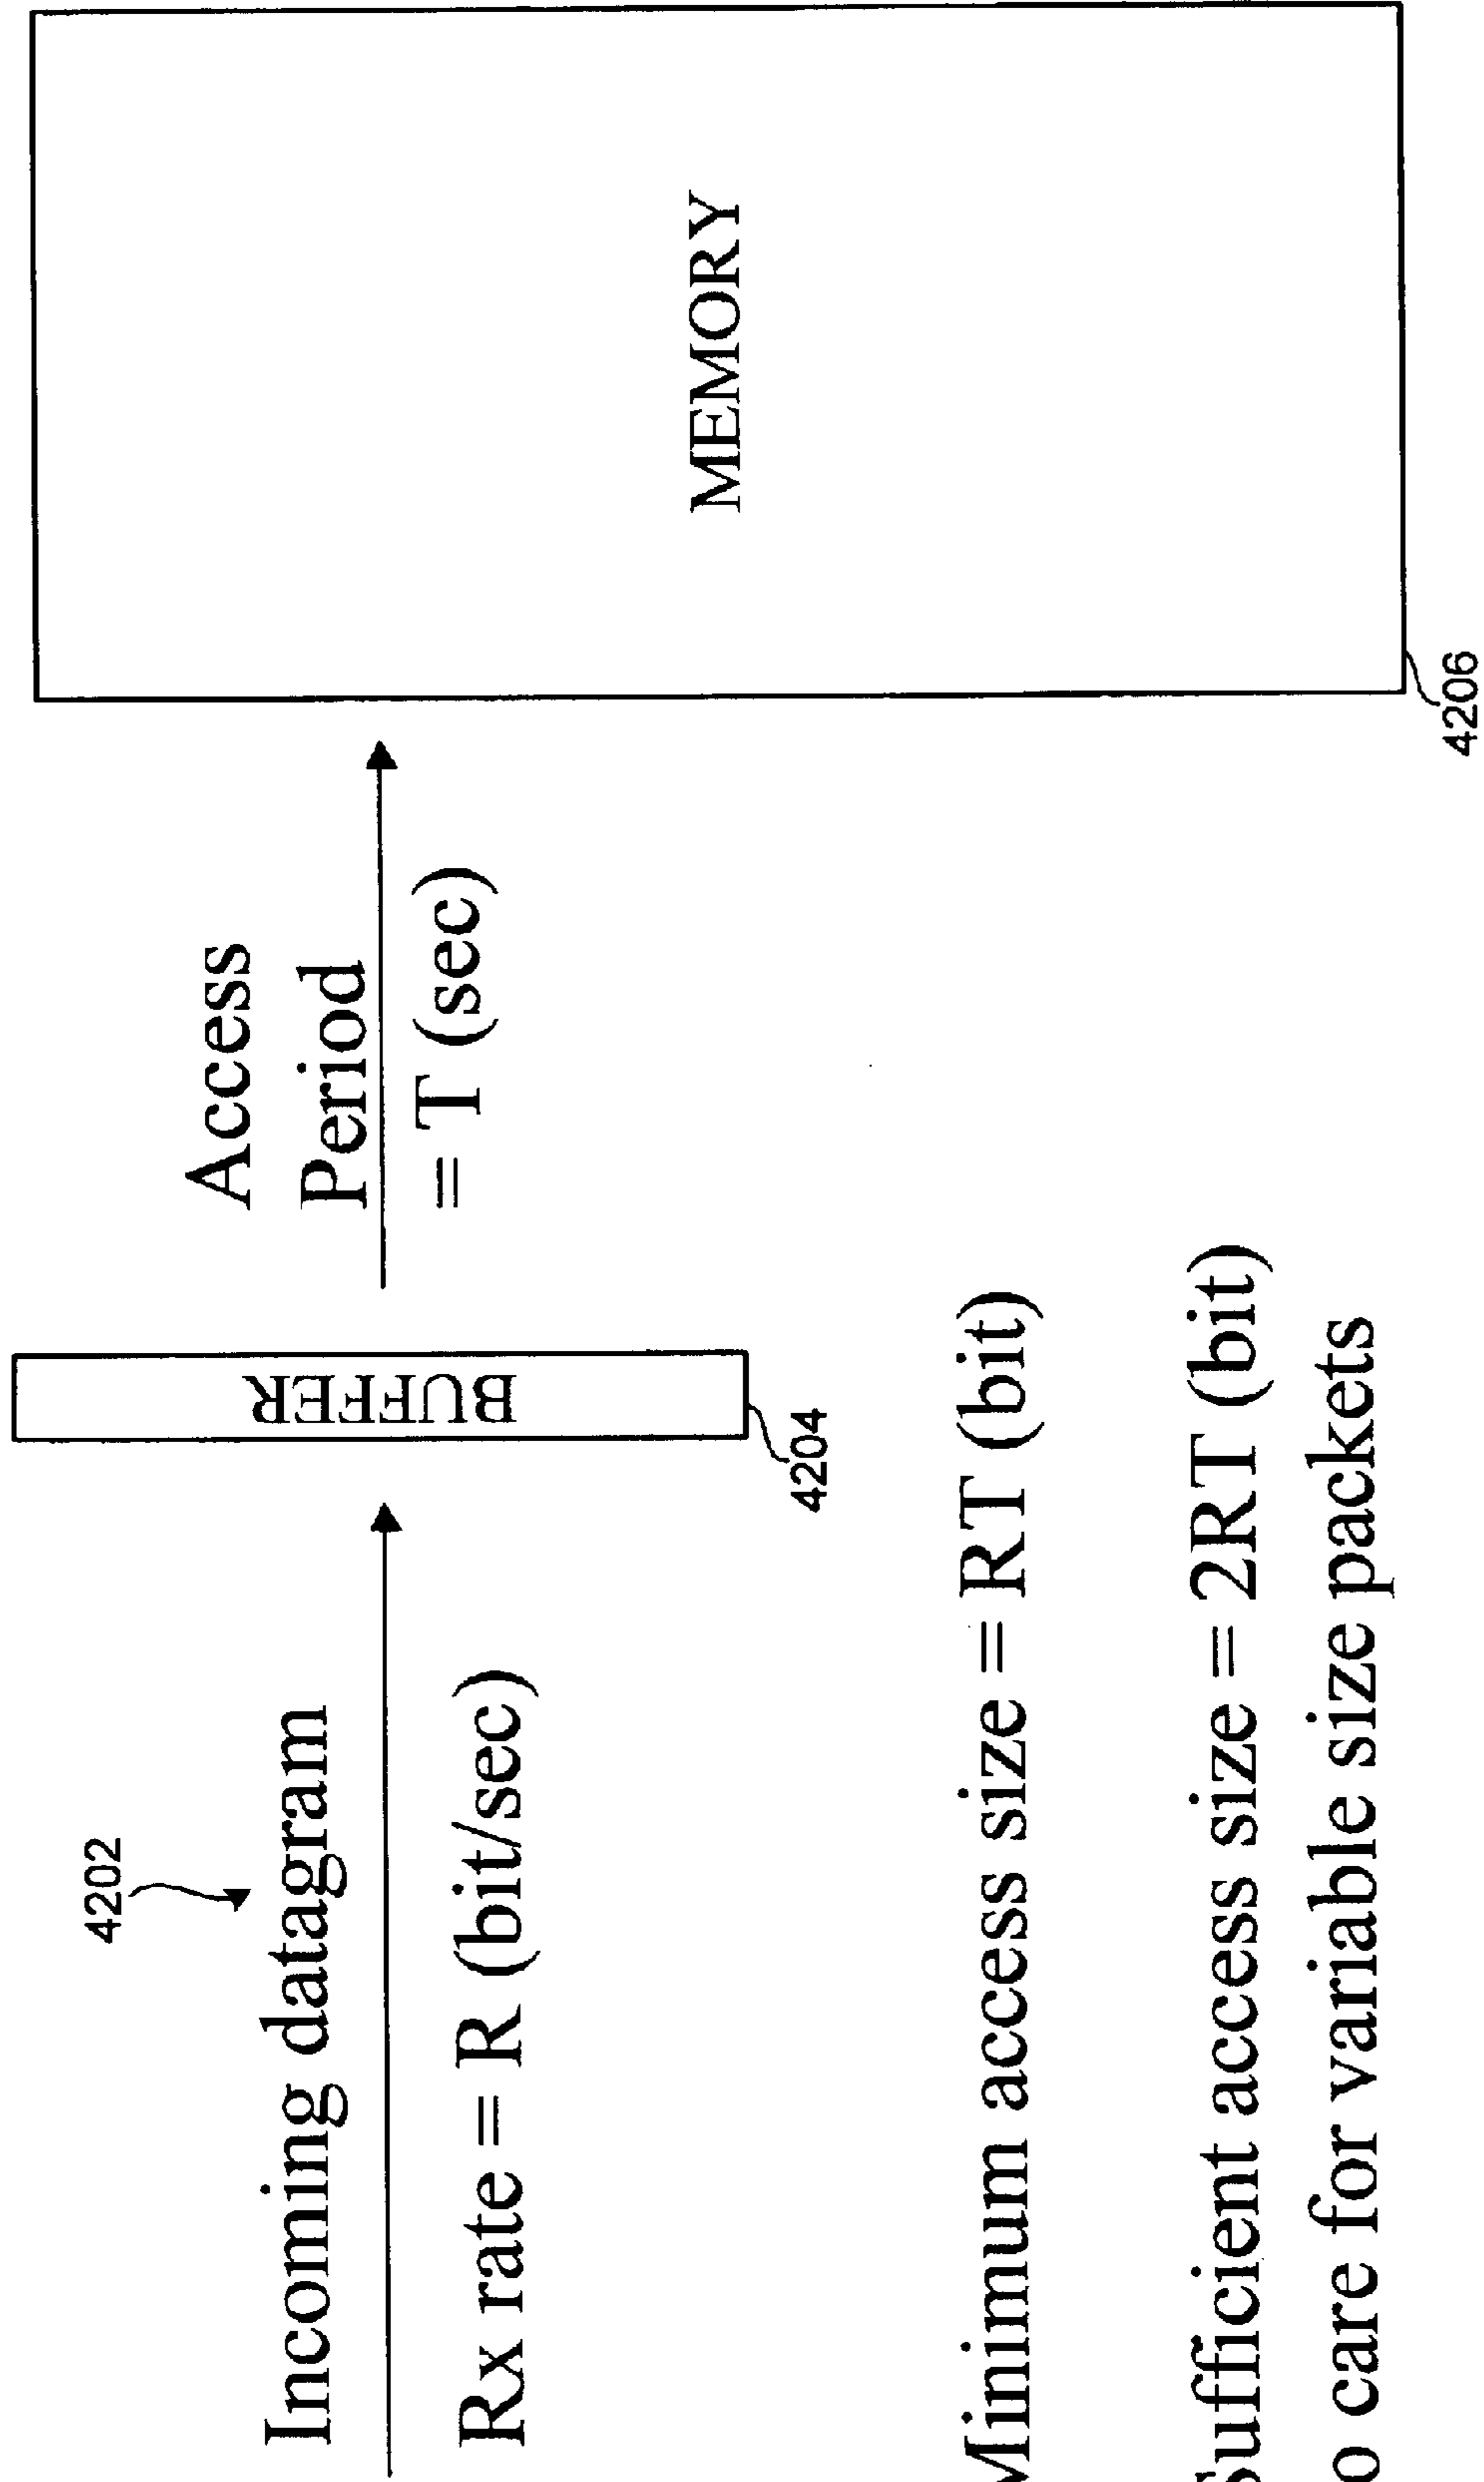 4202
Incoming datagram
Rx rate = R (bit/sec)
BUFFER
4204
Access
Period
= T (sec)
MEMORY
4206
Minimum access size = RT (bit)
Sufficient access size = 2RT (bit)
o care for variable size packets